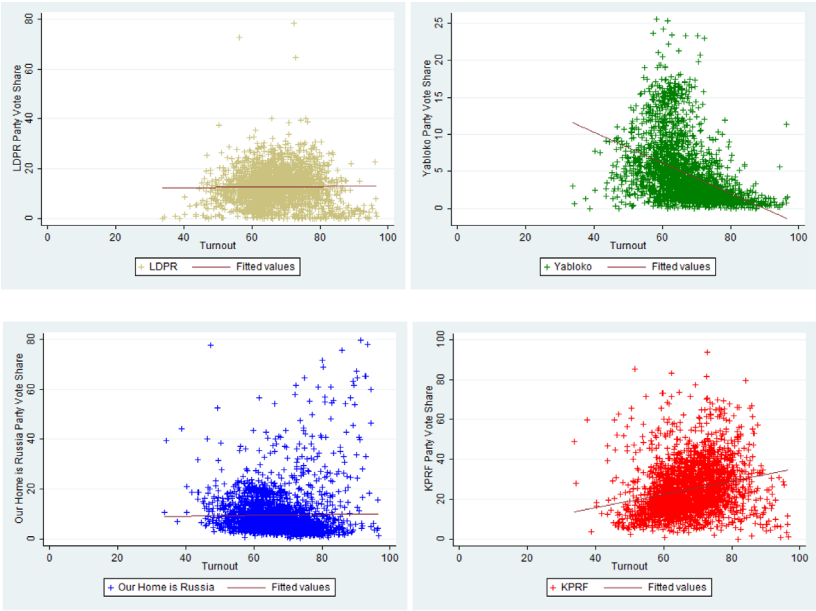 LDPR Party Vote Share
80
60
40
20
0
0 20 40 60 80 100
Turnout
LDPR Fitted values
Yabloko Party Vote Share
25
20
15
10
5
0
0 20 40 60 80 100
Turnout
Yabloko Fitted values
Our Home is Russia Party Vote Share
80
60
40
20
0
0 20 40 60 80 100
Turnout
Our Home is Russia Fitted values
KPRF Party Vote Share
100
80
60
40
20
0
0 20 40 60 80 100
Turnout
KPRF Fitted values